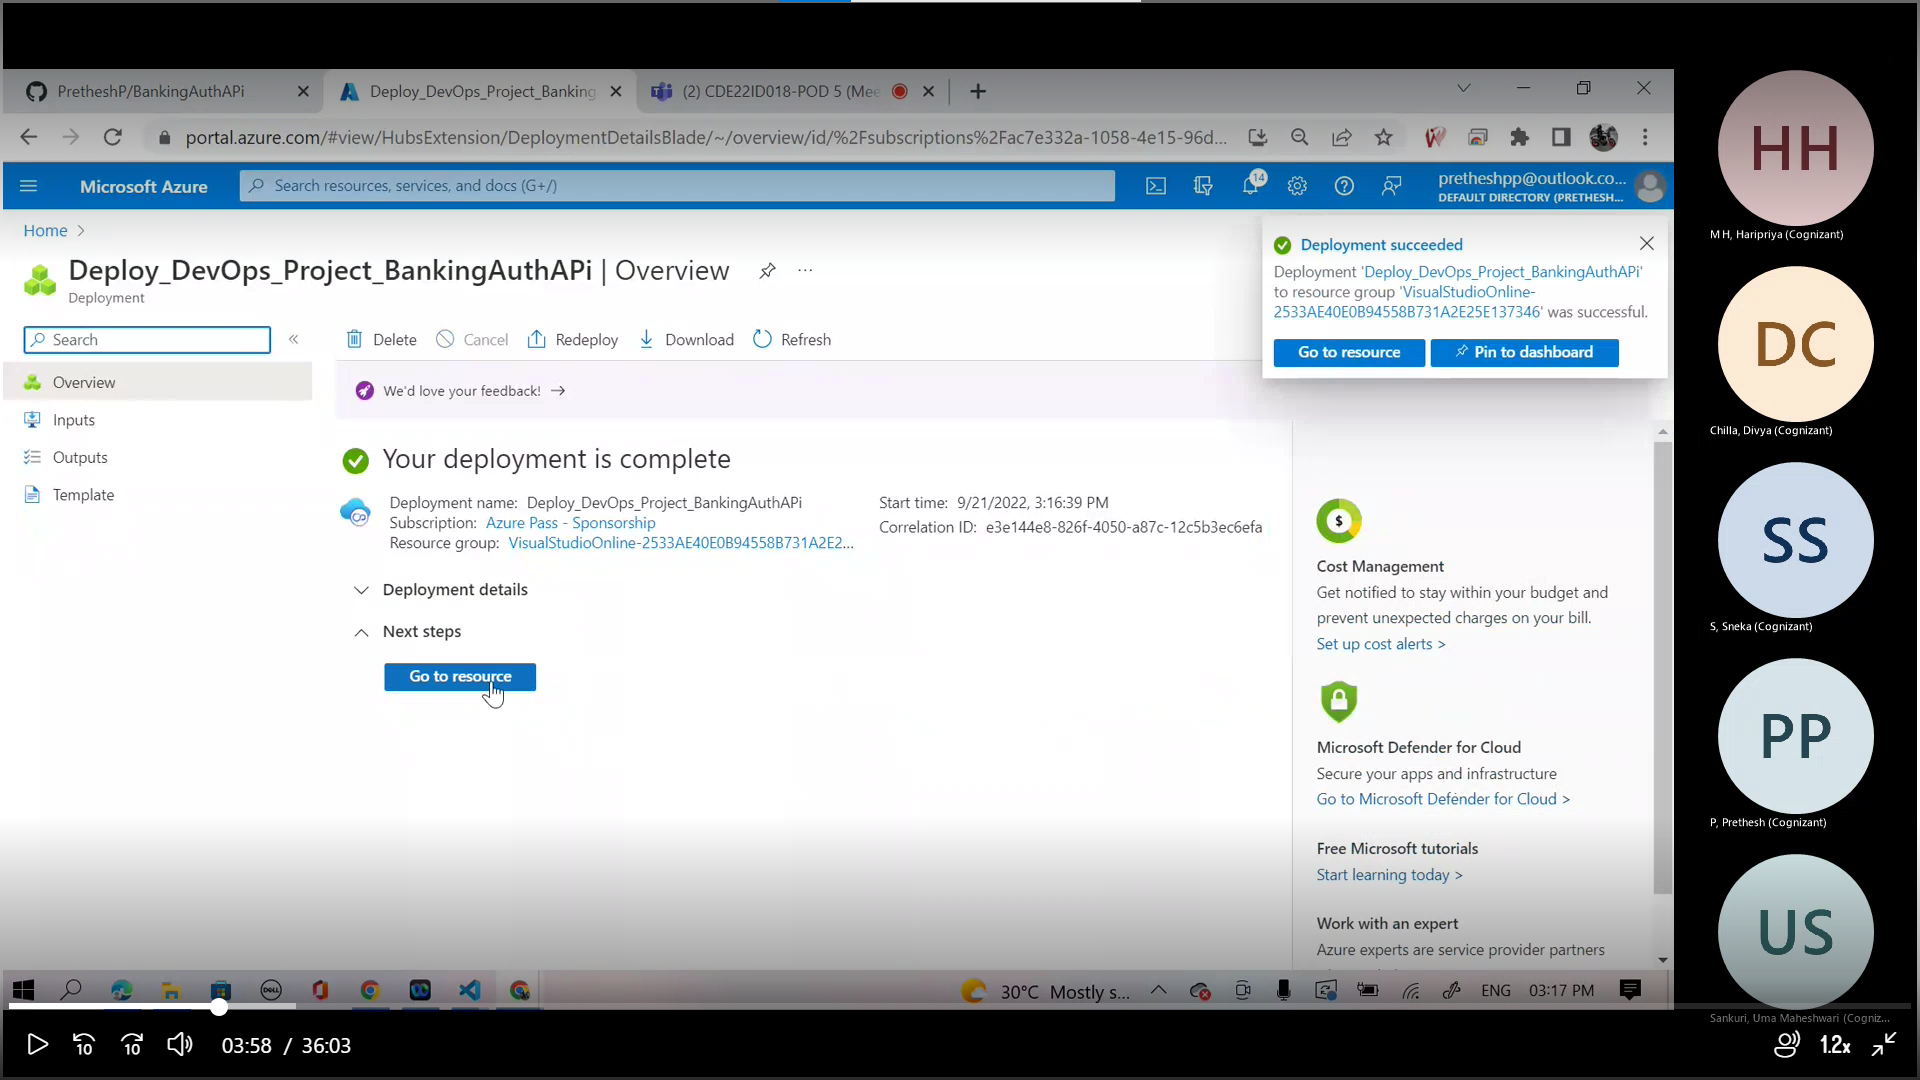 PretheshP/BankingAuthAPi
Deploy_DevOps_Project_Banking
(2) CDE22ID018-POD 5 (Mee
portal.azure.com/#view/HubsExtension/DeploymentDetailsBlade/~/overview/id/%2Fsubscriptions%2Fac7e332a-1058-4e15-96d...
Microsoft Azure
Search resources, services, and docs (G+/)
14
pretheshpp@outlook.co...
DEFAULT DIRECTORY (PRETHESH...
Home
Deploy_DevOps_Project_BankingAuthAPi | Overview
Deployment
Deployment succeeded
Deployment 'Deploy_DevOps_Project_BankingAuthAPi'
to resource group 'VisualStudioOnline-
2533AE40E0B94558B731A2E25E137346' was successful.
Go to resource
Pin to dashboard
Search
Delete
Cancel
Redeploy
Download
Refresh
Overview
Inputs
Outputs
Template
We'd love your feedback! →
Your deployment is complete
Deployment name: Deploy_DevOps_Project_BankingAuthAPi
Subscription: Azure Pass - Sponsorship
Resource group: VisualStudioOnline-2533AE40E0B94558B731A2E2...
Start time: 9/21/2022, 3:16:39 PM
Correlation ID: e3e144e8-826f-4050-a87c-12c5b3ec6efa
Deployment details
Next steps
Go to resource
Cost Management
Get notified to stay within your budget and
prevent unexpected charges on your bill.
Set up cost alerts >
Microsoft Defender for Cloud
Secure your apps and infrastructure
Go to Microsoft Defender for Cloud >
Free Microsoft tutorials
Start learning today >
Work with an expert
Azure experts are service provider partners
HH
M H, Haripriya (Cognizant)
DC
Chilla, Divya (Cognizant)
SS
S, Sneka (Cognizant)
PP
P, Prethesh (Cognizant)
US
Sankuri, Uma Maheshwari (Cogniz...
DELL
30°C Mostly s...
ENG
03:17 PM
10
10
03:58 / 36:03
1.2x